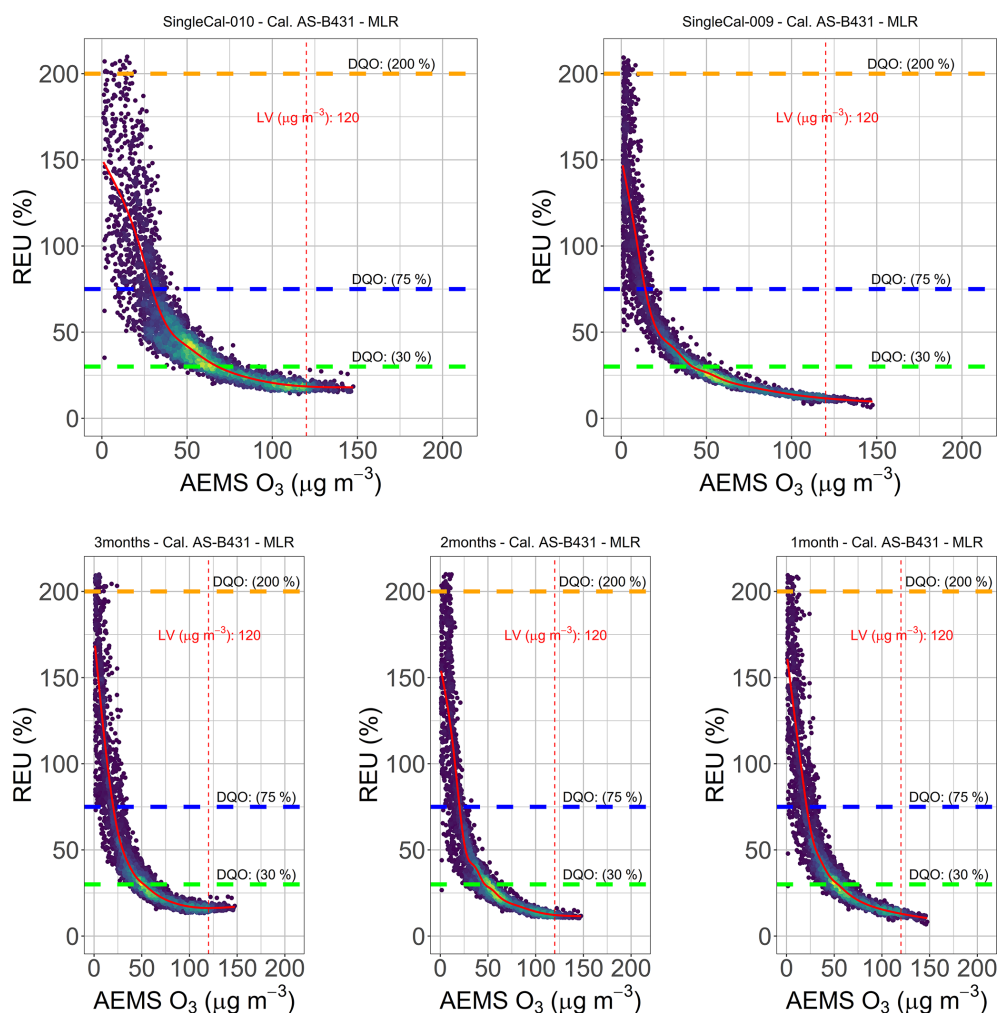 SingleCal-010 - Cal. AS-B431 - MLR
DQO: (200 %)
LV (μg m⁻³): 120
DQO: (75 %)
DQO: (30 %)
REU (%)
200
150
100
50
0
0 50 100 150 200
AEMS O₃ (μg m⁻³)
SingleCal-009 - Cal. AS-B431 - MLR
DQO: (200 %)
LV (μg m⁻³): 120
DQO: (75 %)
DQO: (30 %)
REU (%)
200
150
100
50
0
0 50 100 150 200
AEMS O₃ (μg m⁻³)
3months - Cal. AS-B431 - MLR
DQO: (200 %)
LV (μg m⁻³): 120
DQO: (75 %)
DQO: (30 %)
REU (%)
200
150
100
50
0
0 50 100 150 200
AEMS O₃ (μg m⁻³)
2months - Cal. AS-B431 - MLR
DQO: (200 %)
LV (μg m⁻³): 120
DQO: (75 %)
DQO: (30 %)
REU (%)
200
150
100
50
0
0 50 100 150 200
AEMS O₃ (μg m⁻³)
1month - Cal. AS-B431 - MLR
DQO: (200 %)
LV (μg m⁻³): 120
DQO: (75 %)
DQO: (30 %)
REU (%)
200
150
100
50
0
0 50 100 150 200
AEMS O₃ (μg m⁻³)